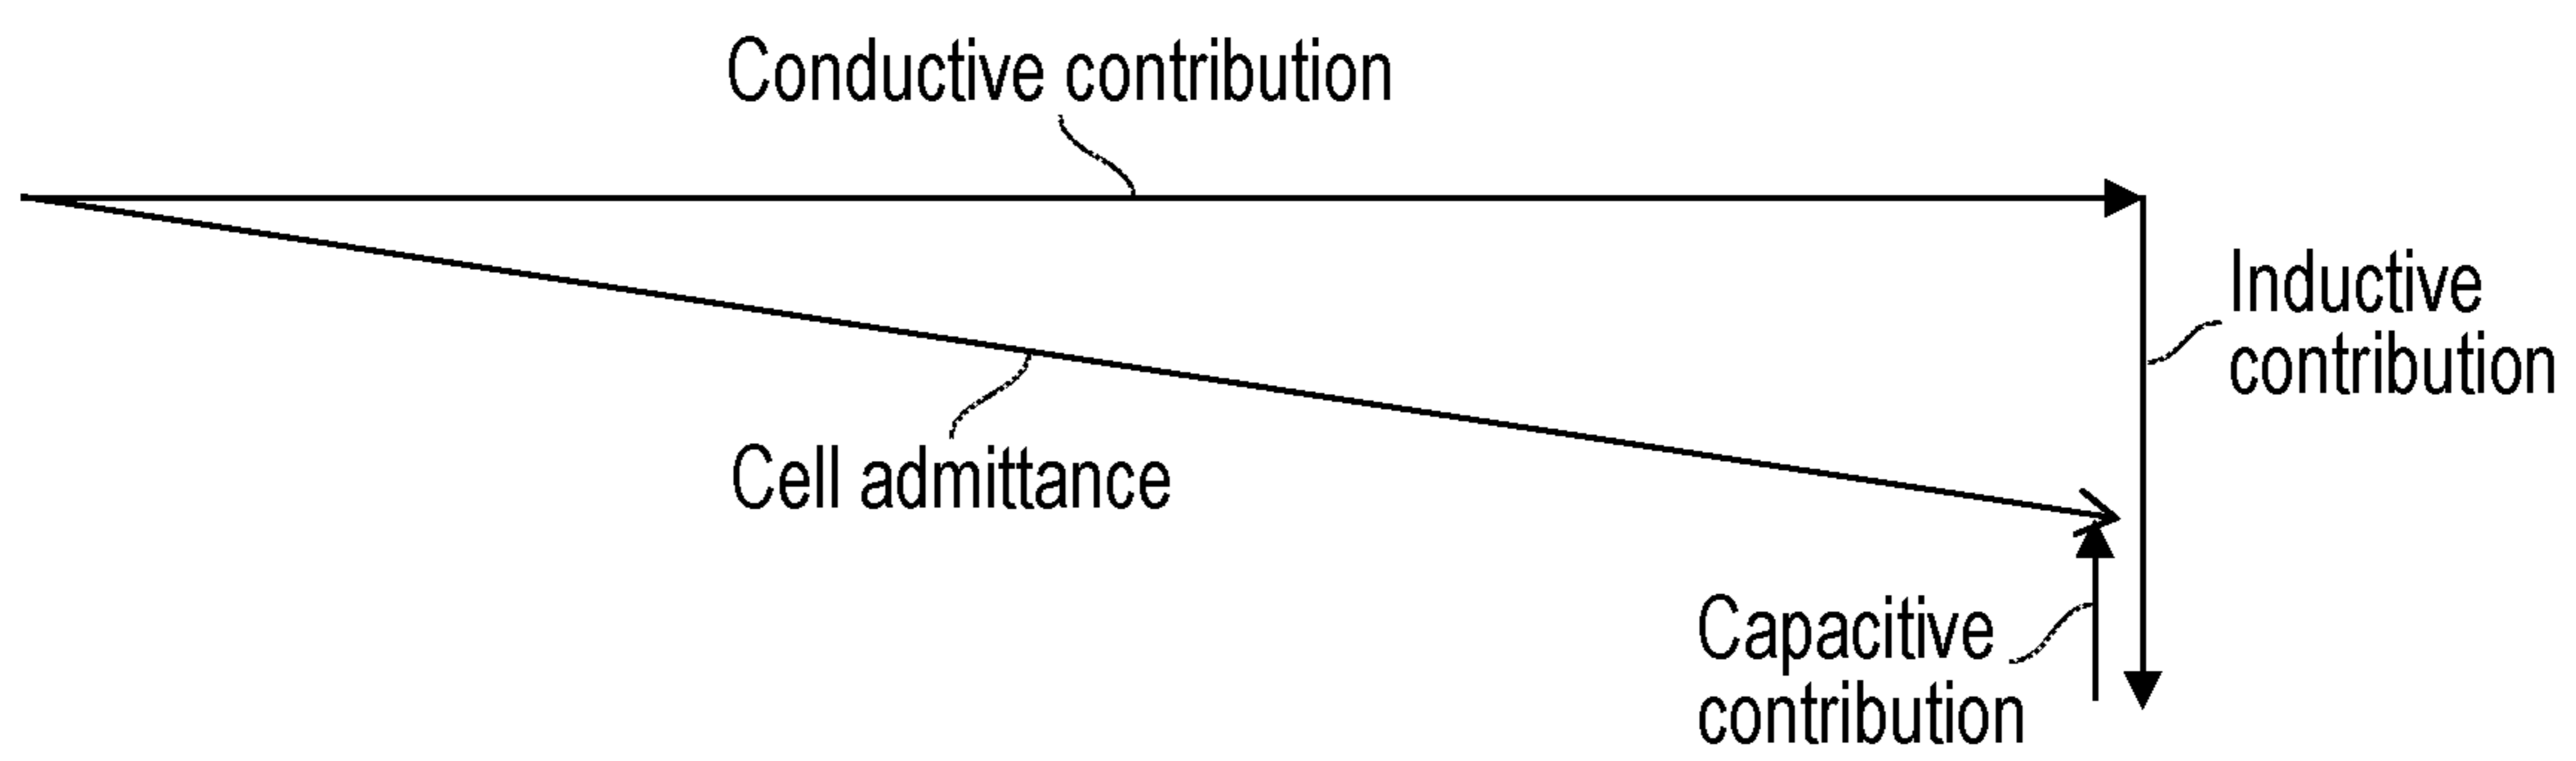 Conductive contribution
Inductive
contribution
Cell admittance
Capacitive
contribution